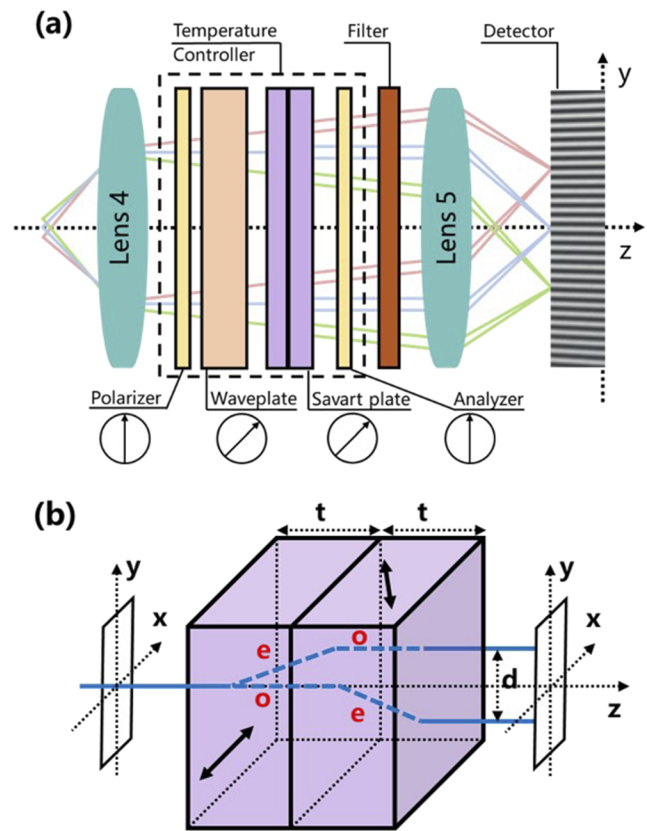 (a)
Temperature
Controller
Filter
Detector
y
Lens 4
Lens 5
z
Polarizer
Waveplate
Savart plate
Analyzer
(b)
t t
y
x
e
o
o
e
d
y
x
z